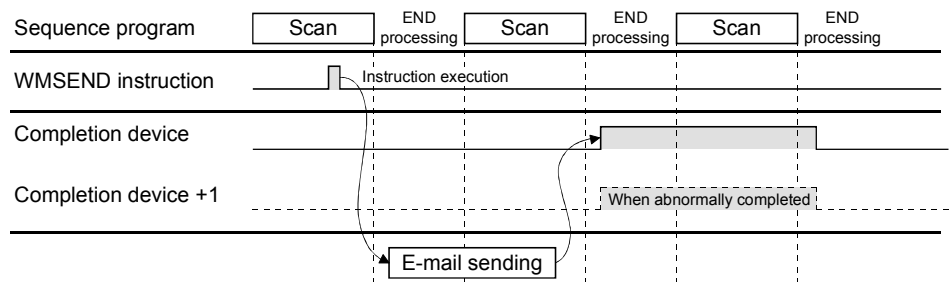 Sequence program Scan END processing Scan END processing Scan END processing
WMSEND instruction Instruction execution
Completion device
Completion device +1 When abnormally completed
E-mail sending